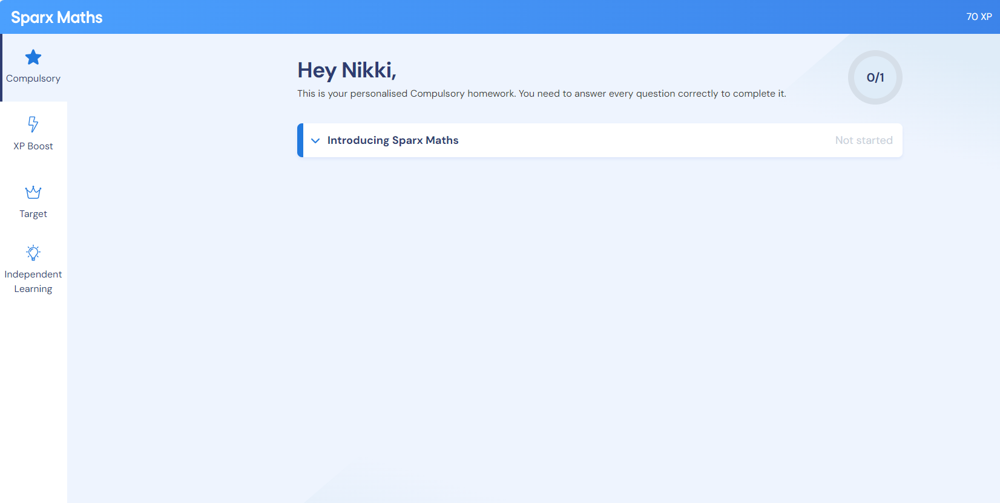 Sparx Maths
70 XP
Compulsory
XP Boost
Target
Independent
Learning
Hey Nikki,
This is your personalised Compulsory homework. You need to answer every question correctly to complete it.
0/1
Introducing Sparx Maths
Not started